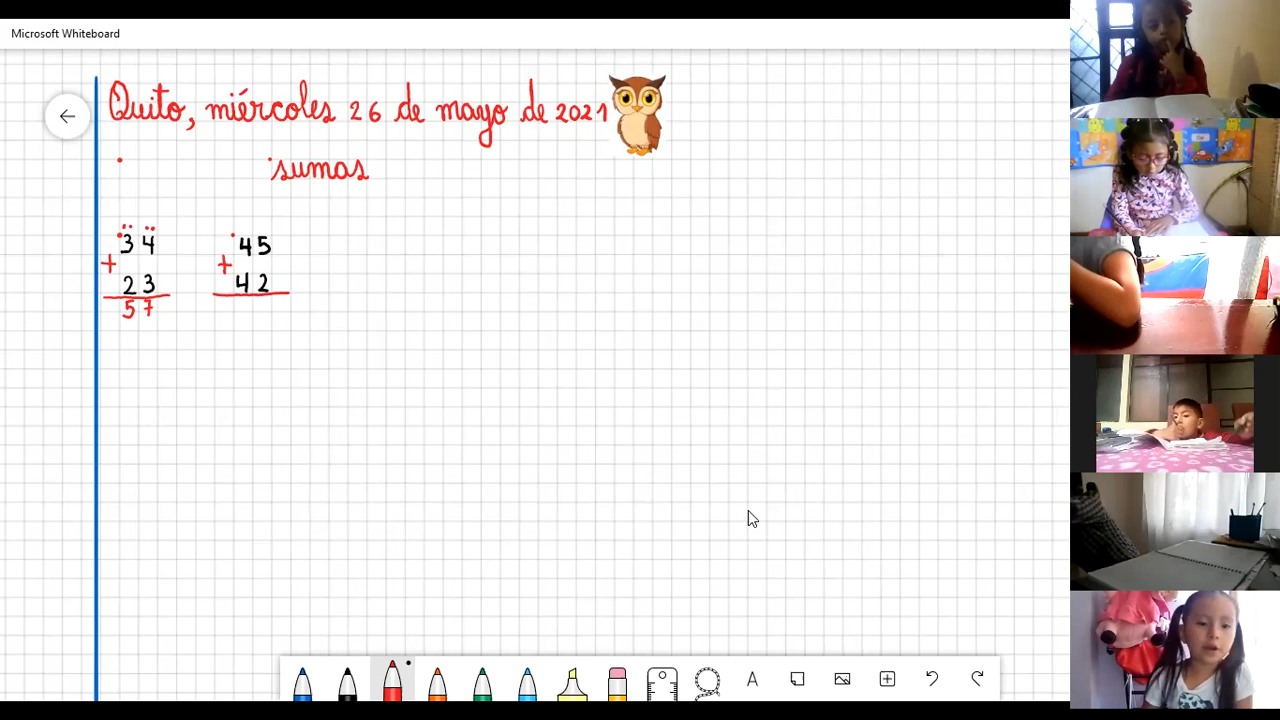 Microsoft Whiteboard
Quito, miércoles 26 de mayo de 2021
sumas
34 45
+ +
23 42
57